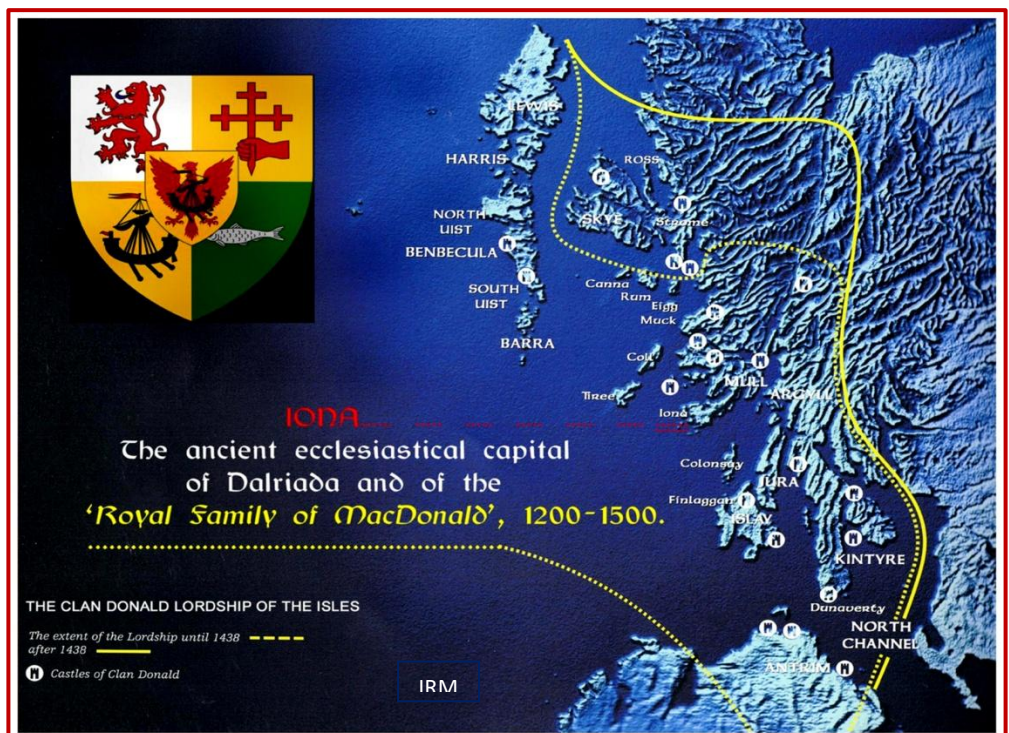 LEWIS
HARRIS
ROSS
SKYE
Strome
NORTH
UIST
BENBECULA
SOUTH
UIST
Canna
Rum
Eigg
Muck
BARRA
Coll
MULL
Tiree
ARGYLL
Iona
IONA
The ancient ecclesiastical capital
of Dalriada and of the
‘Royal Family of MacDonald’, 1200-1500.
Colonsay
JURA
Finlaggan
ISLAY
KINTYRE
Dunaverty
NORTH
CHANNEL
ANTRIM
THE CLAN DONALD LORDSHIP OF THE ISLES
The extent of the Lordship until 1438
after 1438
Castles of Clan Donald
IRM